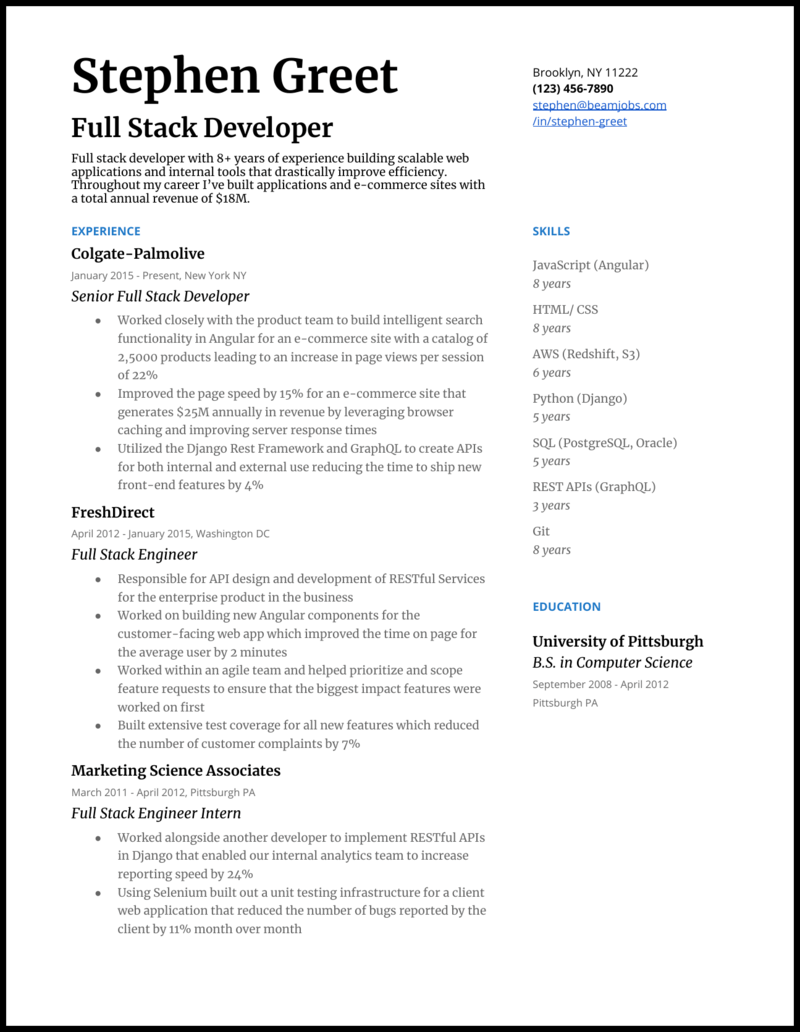 Stephen Greet
Full Stack Developer
Full stack developer with 8+ years of experience building scalable web
applications and internal tools that drastically improve efficiency.
Throughout my career I've built applications and e-commerce sites with
a total annual revenue of $18M.
Brooklyn, NY 11222
(123) 456-7890
stephen@beamjobs.com
/in/stephen-greet
EXPERIENCE
Colgate-Palmolive
January 2015 - Present, New York NY
Senior Full Stack Developer
● Worked closely with the product team to build intelligent search
functionality in Angular for an e-commerce site with a catalog of
2,5000 products leading to an increase in page views per session
of 22%
● Improved the page speed by 15% for an e-commerce site that
generates $25M annually in revenue by leveraging browser
caching and improving server response times
● Utilized the Django Rest Framework and GraphQL to create APIs
for both internal and external use reducing the time to ship new
front-end features by 4%
FreshDirect
April 2012 - January 2015, Washington DC
Full Stack Engineer
● Responsible for API design and development of RESTful Services
for the enterprise product in the business
● Worked on building new Angular components for the
customer-facing web app which improved the time on page for
the average user by 2 minutes
● Worked within an agile team and helped prioritize and scope
feature requests to ensure that the biggest impact features were
worked on first
● Built extensive test coverage for all new features which reduced
the number of customer complaints by 7%
Marketing Science Associates
March 2011 - April 2012, Pittsburgh PA
Full Stack Engineer Intern
● Worked alongside another developer to implement RESTful APIs
in Django that enabled our internal analytics team to increase
reporting speed by 24%
● Using Selenium built out a unit testing infrastructure for a client
web application that reduced the number of bugs reported by the
client by 11% month over month
SKILLS
JavaScript (Angular)
8 years
HTML/ CSS
8 years
AWS (Redshift, S3)
6 years
Python (Django)
5 years
SQL (PostgreSQL, Oracle)
5 years
REST APIs (GraphQL)
3 years
Git
8 years
EDUCATION
University of Pittsburgh
B.S. in Computer Science
September 2008 - April 2012
Pittsburgh PA